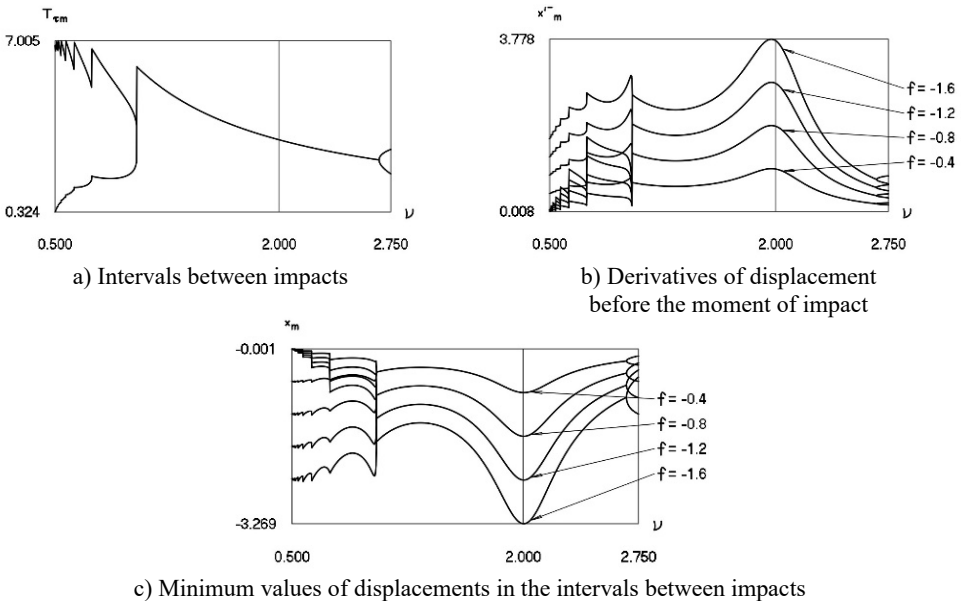 Tτm
7.005
0.324
ν
0.500 2.000 2.750
a) Intervals between impacts
x'⁻m
3.778
f = -1.6
f = -1.2
f = -0.8
f = -0.4
0.008
ν
0.500 2.000 2.750
b) Derivatives of displacement
before the moment of impact
xm
-0.001
f = -0.4
f = -0.8
f = -1.2
f = -1.6
-3.269
ν
0.500 2.000 2.750
c) Minimum values of displacements in the intervals between impacts